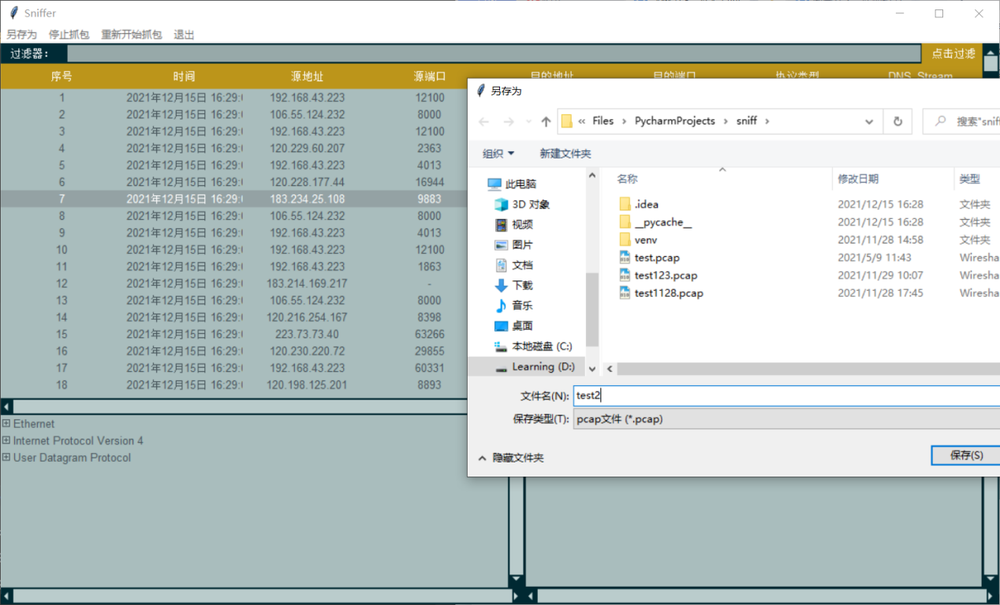 Sniffer
另存为 停止抓包 重新开始抓包 退出
过滤器: 点击过滤
序号 时间 源地址 源端口 目的地址 目的端口 协议类型 DNS_Stream
1 2021年12月15日 16:29: 192.168.43.223 12100
2 2021年12月15日 16:29: 106.55.124.232 8000
3 2021年12月15日 16:29: 192.168.43.223 12100
4 2021年12月15日 16:29: 120.229.60.207 2363
5 2021年12月15日 16:29: 192.168.43.223 4013
6 2021年12月15日 16:29: 120.228.177.44 16944
7 2021年12月15日 16:29: 183.234.25.108 9883
8 2021年12月15日 16:29: 106.55.124.232 8000
9 2021年12月15日 16:29: 192.168.43.223 4013
10 2021年12月15日 16:29: 192.168.43.223 12100
11 2021年12月15日 16:29: 192.168.43.223 1863
12 2021年12月15日 16:29: 183.214.169.217 -
13 2021年12月15日 16:29: 106.55.124.232 8000
14 2021年12月15日 16:29: 120.216.254.167 8398
15 2021年12月15日 16:29: 223.73.73.40 63266
16 2021年12月15日 16:29: 120.230.220.72 29855
17 2021年12月15日 16:29: 192.168.43.223 60331
18 2021年12月15日 16:29: 120.198.125.201 8893
Ethernet
Internet Protocol Version 4
User Datagram Protocol
另存为
« Files › PycharmProjects › sniff › 搜索"snif
组织 新建文件夹
此电脑
3D 对象
视频
图片
文档
下载
音乐
桌面
本地磁盘 (C:)
Learning (D:)
名称 修改日期 类型
.idea 2021/12/15 16:28 文件夹
__pycache__ 2021/12/15 16:28 文件夹
venv 2021/11/28 14:58 文件夹
test.pcap 2021/5/9 11:43 Wiresha
test123.pcap 2021/11/29 10:07 Wiresha
test1128.pcap 2021/11/28 17:45 Wiresha
文件名(N): test2
保存类型(T): pcap文件 (*.pcap)
隐藏文件夹 保存(S)